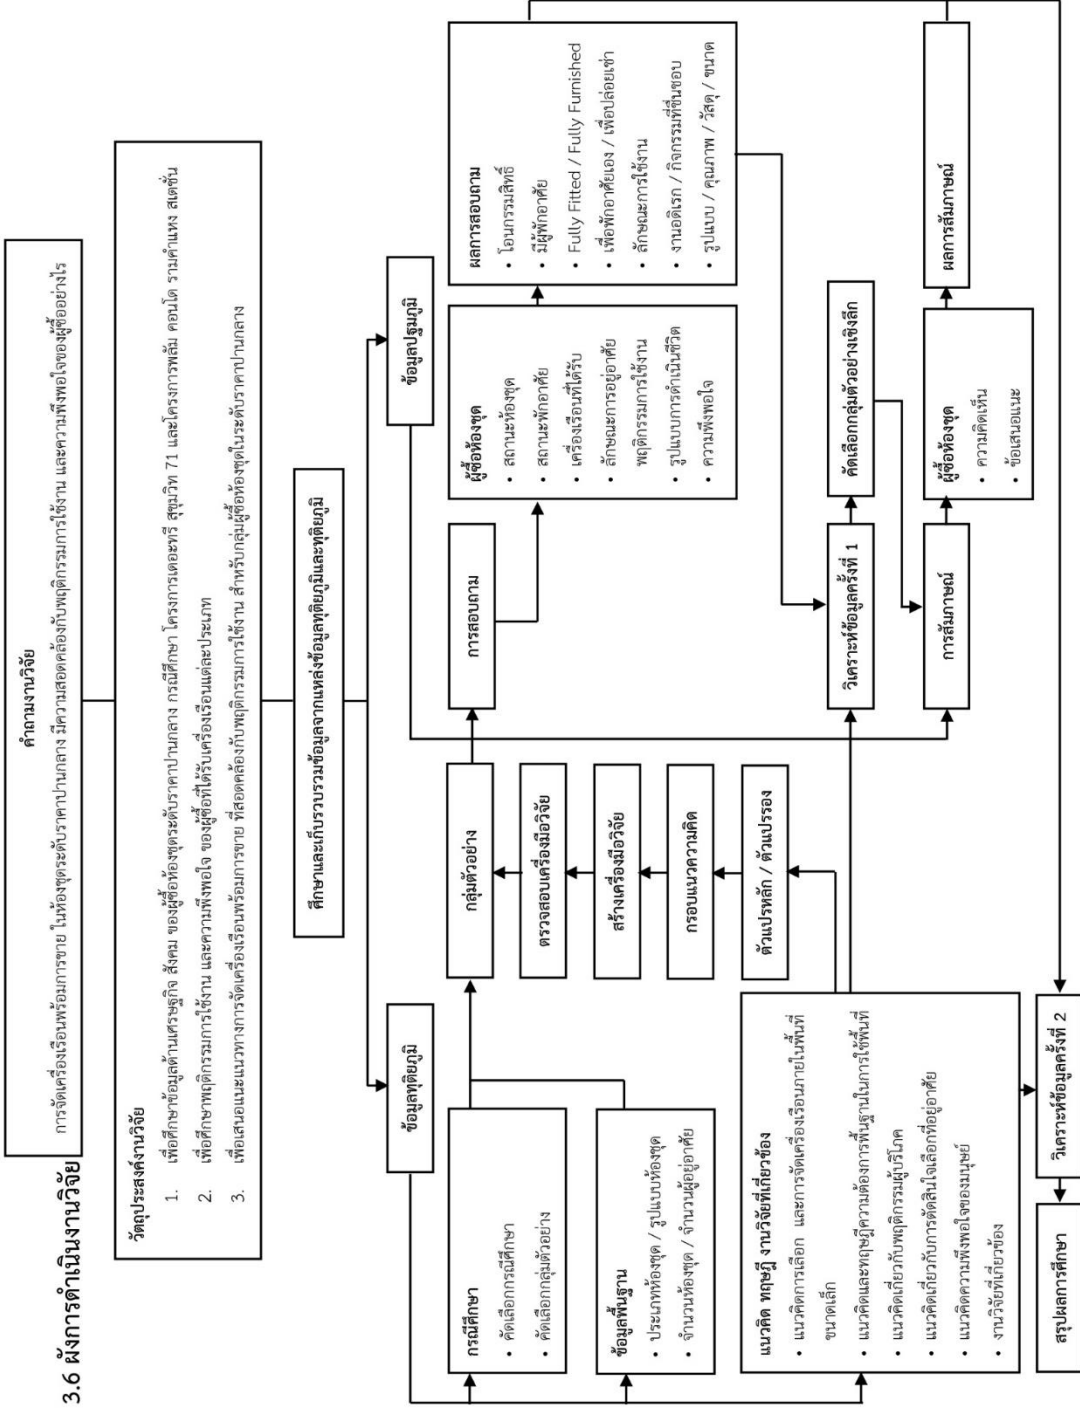 3.6 ผังการดำเนินงานวิจัย
คำถามงานวิจัย
การจัดเครื่องเรือนพร้อมการขาย ในห้องชุดระดับราคาปานกลาง มีความสอดคล้องกับพฤติกรรมการใช้งาน และความพึงพอใจของผู้ซื้ออย่างไร
วัตถุประสงค์งานวิจัย
1. เพื่อศึกษาข้อมูลด้านเศรษฐกิจ สังคม ของผู้ซื้อห้องชุดระดับราคาปานกลาง กรณีศึกษา โครงการเดอะทรี สุขุมวิท 71 และโครงการพลัม คอนโด รามคำแหง สเตชั่น
2. เพื่อศึกษาพฤติกรรมการใช้งาน และความพึงพอใจ ของผู้ซื้อที่ได้รับเครื่องเรือนแต่ละประเภท
3. เพื่อเสนอแนะแนวทางการจัดเครื่องเรือนพร้อมการขาย ที่สอดคล้องกับพฤติกรรมการใช้งาน สำหรับกลุ่มผู้ซื้อห้องชุดในระดับราคาปานกลาง
ศึกษาและเก็บรวบรวมข้อมูลจากแหล่งข้อมูลทุติยภูมิและทุติยภูมิ
ข้อมูลทุติยภูมิ
ข้อมูลปฐมภูมิ
กรณีศึกษา
• คัดเลือกกรณีศึกษา
• คัดเลือกกลุ่มตัวอย่าง
ข้อมูลพื้นฐาน
• ประเภทห้องชุด / รูปแบบห้องชุด
• จำนวนห้องชุด / จำนวนผู้อยู่อาศัย
แนวคิด ทฤษฎี งานวิจัยที่เกี่ยวข้อง
• แนวคิดการเลือก และการจัดเครื่องเรือนภายในพื้นที่
ขนาดเล็ก
• แนวคิดและทฤษฎีความต้องการพื้นฐานในการใช้พื้นที่
• แนวคิดเกี่ยวกับพฤติกรรมผู้บริโภค
• แนวคิดเกี่ยวกับการตัดสินใจเลือกที่อยู่อาศัย
• แนวคิดความพึงพอใจของมนุษย์
• งานวิจัยที่เกี่ยวข้อง
กลุ่มตัวอย่าง
ตรวจสอบเครื่องมือวิจัย
สร้างเครื่องมือวิจัย
กรอบแนวความคิด
ตัวแปรหลัก / ตัวแปรรอง
การสอบถาม
ผู้ซื้อห้องชุด
• สถานะห้องชุด
• สถานะพักอาศัย
• เครื่องเรือนที่ได้รับ
• ลักษณะการอยู่อาศัย
พฤติกรรมการใช้งาน
• รูปแบบการดำเนินชีวิต
• ความพึงพอใจ
ผลการสอบถาม
• โอนกรรมสิทธิ์
• มีผู้พักอาศัย
• Fully Fitted / Fully Furnished
• เพื่อพักอาศัยเอง / เพื่อปล่อยเช่า
• ลักษณะการใช้งาน
• งานอดิเรก / กิจกรรมที่ชื่นชอบ
• รูปแบบ / คุณภาพ / วัสดุ / ขนาด
วิเคราะห์ข้อมูลครั้งที่ 1
คัดเลือกกลุ่มตัวอย่างเชิงลึก
การสัมภาษณ์
ผู้ซื้อห้องชุด
• ความคิดเห็น
• ข้อเสนอแนะ
ผลการสัมภาษณ์
วิเคราะห์ข้อมูลครั้งที่ 2
สรุปผลการศึกษา